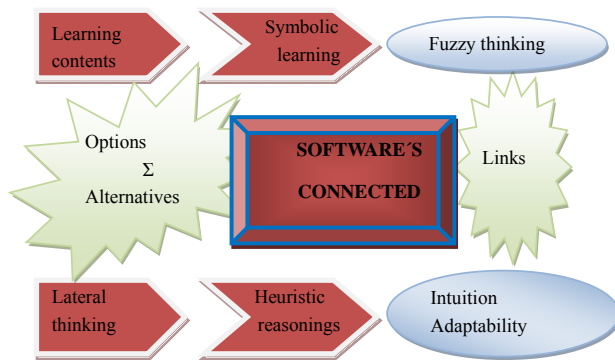 Learning
contents
Symbolic
learning
Fuzzy thinking
Options
Σ
Alternatives
SOFTWARE´S
CONNECTED
Links
Lateral
thinking
Heuristic
reasonings
Intuition
Adaptability